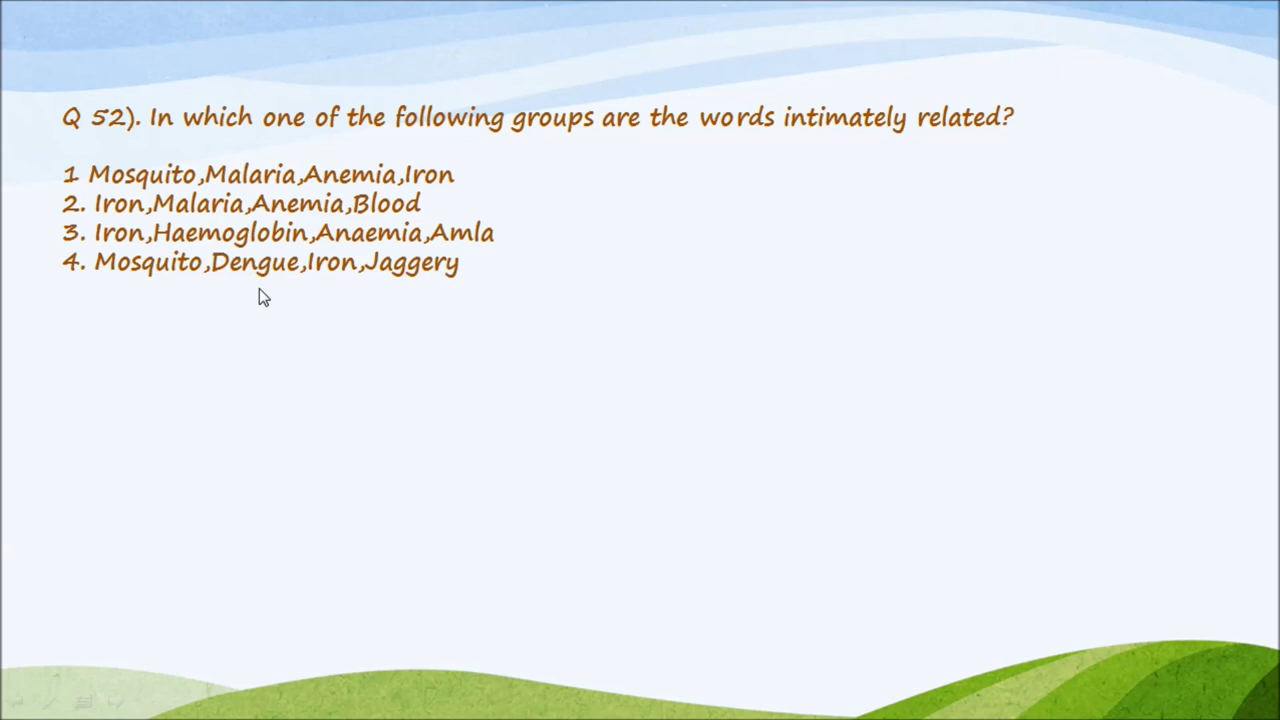 Q 52). In which one of the following groups are the words intimately related?
1 Mosquito,Malaria,Anemia,Iron
2. Iron,Malaria,Anemia,Blood
3. Iron,Haemoglobin,Anaemia,Amla
4. Mosquito,Dengue,Iron,Jaggery